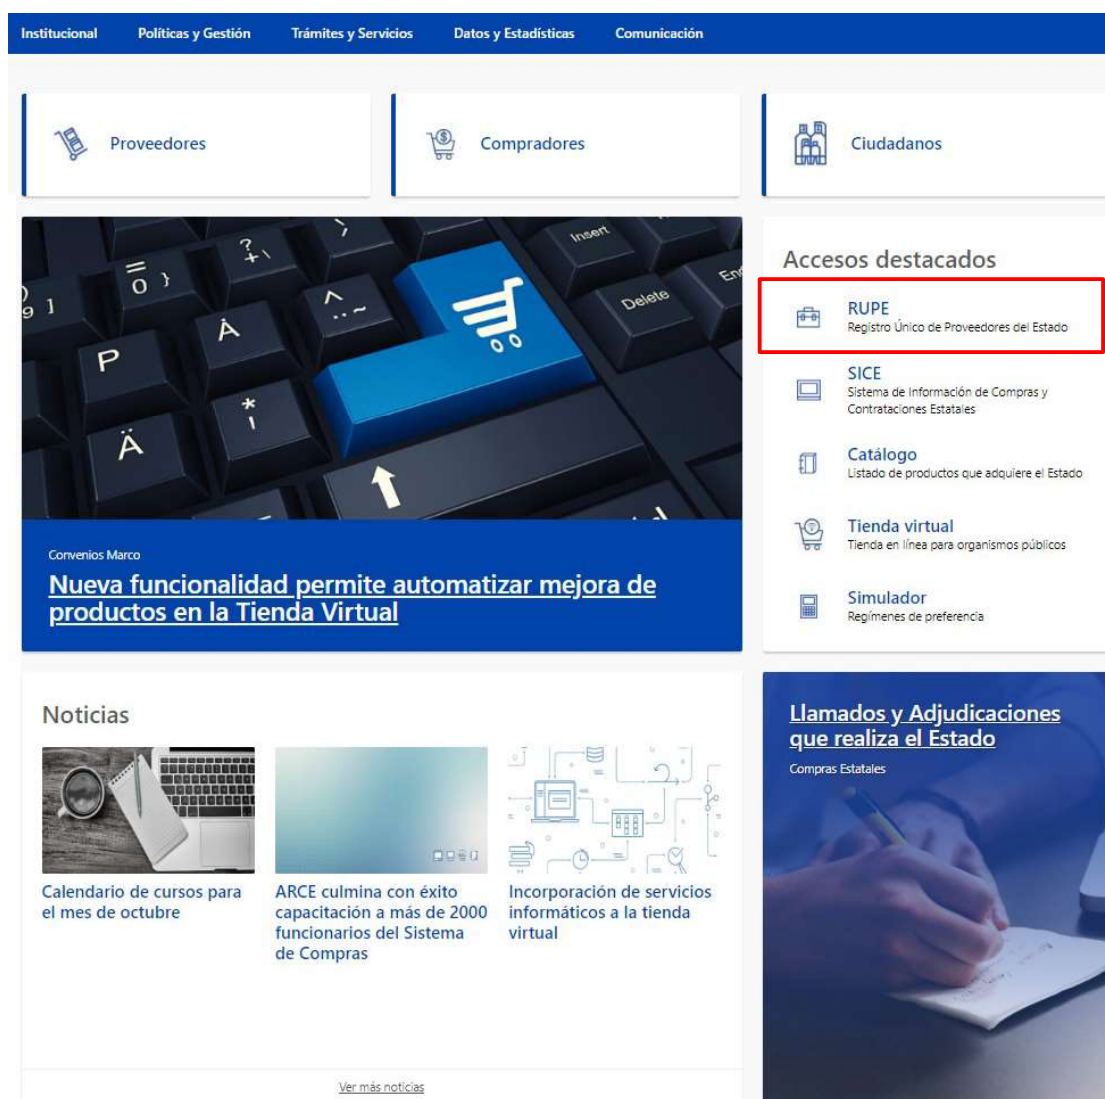 Institucional
Políticas y Gestión
Trámites y Servicios
Datos y Estadísticas
Comunicación
Proveedores
Compradores
Ciudadanos
Insert
Delete
P
Ä
Convenios Marco
Nueva funcionalidad permite automatizar mejora de
productos en la Tienda Virtual
Accesos destacados
RUPE
Registro Único de Proveedores del Estado
SICE
Sistema de Información de Compras y
Contrataciones Estatales
Catálogo
Listado de productos que adquiere el Estado
Tienda virtual
Tienda en línea para organismos públicos
Simulador
Regímenes de preferencia
Noticias
Calendario de cursos para
el mes de octubre
ARCE culmina con éxito
capacitación a más de 2000
funcionarios del Sistema
de Compras
Incorporación de servicios
informáticos a la tienda
virtual
Ver más noticias
Llamados y Adjudicaciones
que realiza el Estado
Compras Estatales